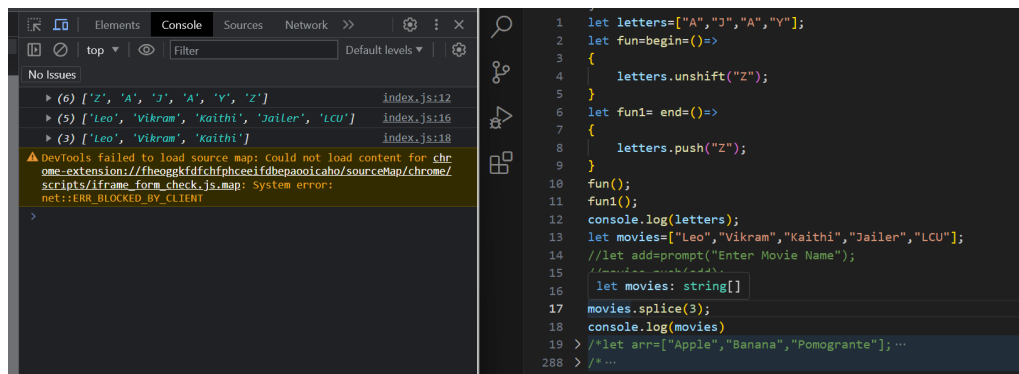 Elements Console Sources Network
top Filter Default levels
No Issues
(6) ['Z', 'A', 'J', 'A', 'Y', 'Z'] index.js:12
(5) ['Leo', 'Vikram', 'Kaithi', 'Jailer', 'LCU'] index.js:16
(3) ['Leo', 'Vikram', 'Kaithi'] index.js:18
DevTools failed to load source map: Could not load content for chr
ome-extension://fheoggkfdfchfphceeifdbepaooicaho/sourceMap/chrome/
scripts/iframe_form_check.js.map: System error:
net::ERR_BLOCKED_BY_CLIENT
1 let letters=["A","J","A","Y"];
2 let fun=begin=()=>
3 {
4 letters.unshift("Z");
5 }
6 let fun1= end=()=>
7 {
8 letters.push("Z");
9 }
10 fun();
11 fun1();
12 console.log(letters);
13 let movies=["Leo","Vikram","Kaithi","Jailer","LCU"];
14 //let add=prompt("Enter Movie Name");
15 //movies.push(add);
16 let movies: string[]
17 movies.splice(3);
18 console.log(movies)
19 /*let arr=["Apple","Banana","Pomogrante"]; …
288 /* …